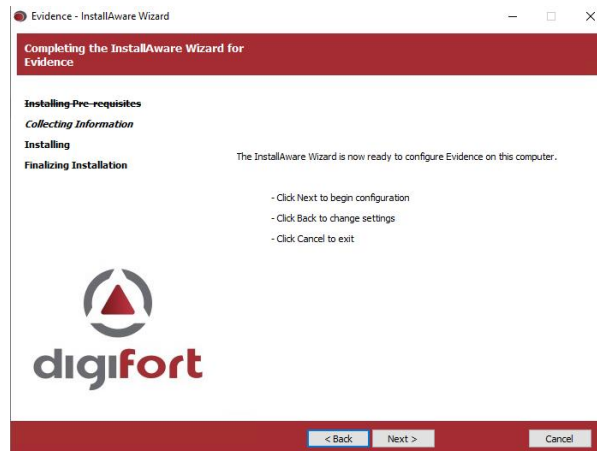 Evidence - InstallAware Wizard
Completing the InstallAware Wizard for
Evidence
Installing Pre-requisites
Collecting Information
Installing
Finalizing Installation
The InstallAware Wizard is now ready to configure Evidence on this computer.
- Click Next to begin configuration
- Click Back to change settings
- Click Cancel to exit
digifort
< Back
Next >
Cancel